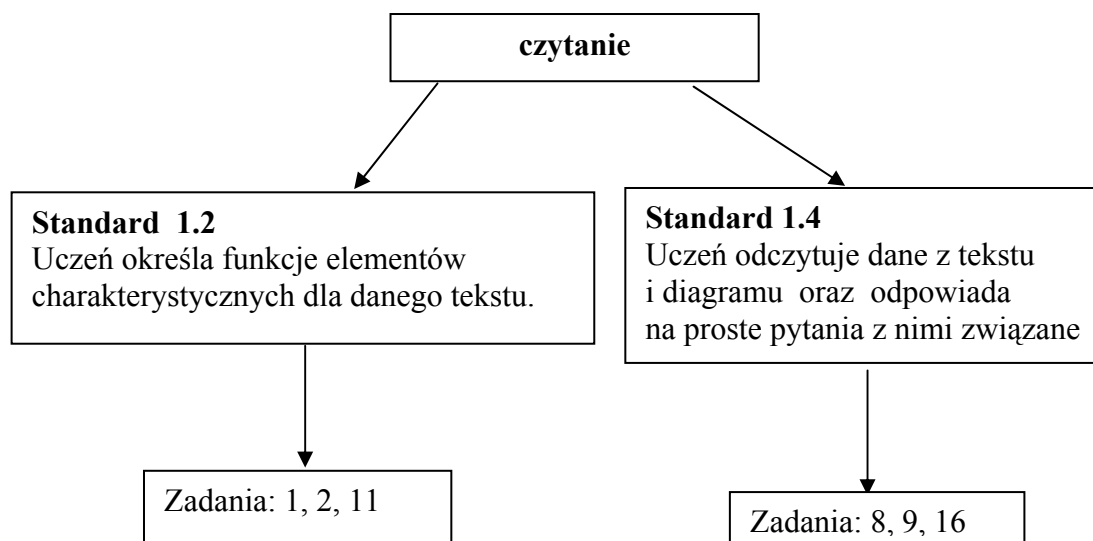 czytanie
Standard 1.2
Uczeń określa funkcje elementów
charakterystycznych dla danego tekstu.
Zadania: 1, 2, 11
Standard 1.4
Uczeń odczytuje dane z tekstu
i diagramu oraz odpowiada
na proste pytania z nimi związane
Zadania: 8, 9, 16